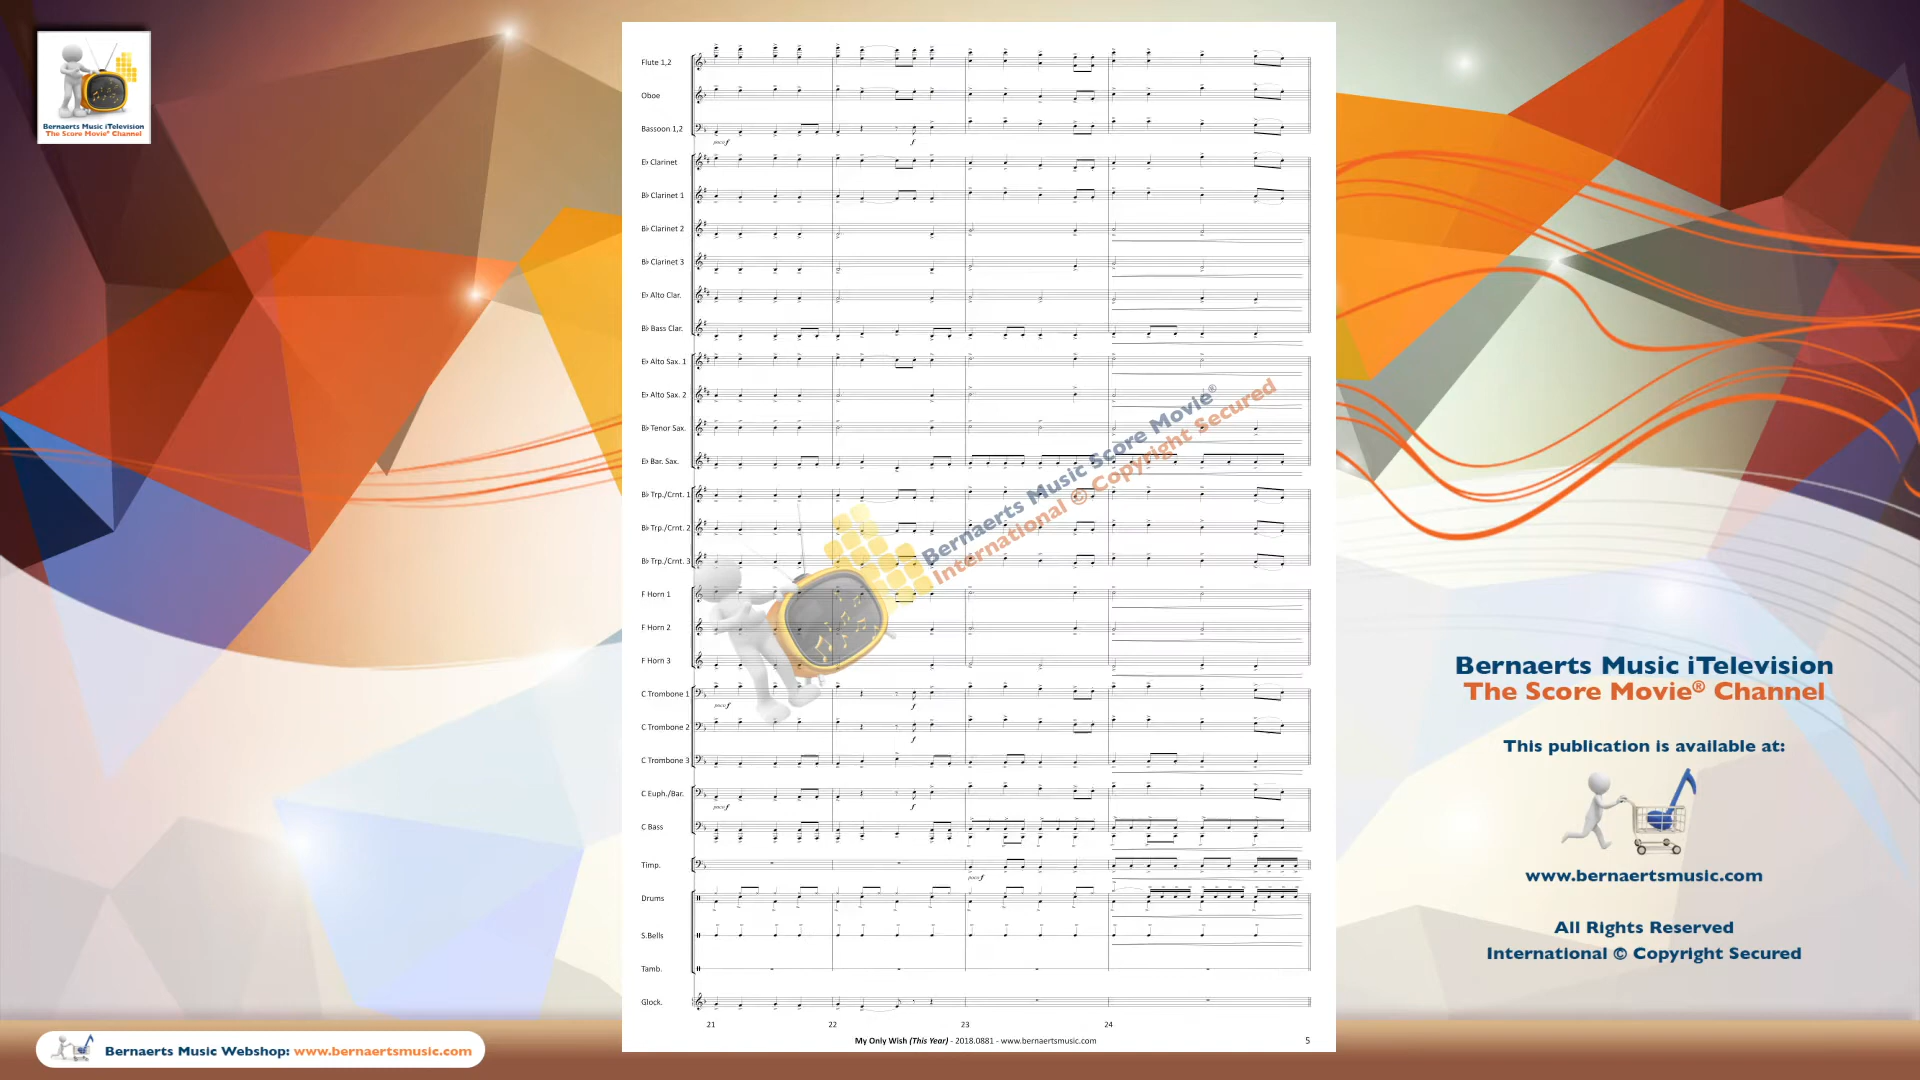 Bernaerts Music iTelevision
The Score Movie® Channel
Flute 1,2
Oboe
Bassoon 1,2
poco f
f
E♭ Clarinet
B♭ Clarinet 1
B♭ Clarinet 2
B♭ Clarinet 3
E♭ Alto Clar.
B♭ Bass Clar.
E♭ Alto Sax. 1
E♭ Alto Sax. 2
B♭ Tenor Sax.
E♭ Bar. Sax.
B♭ Trp./Crnt. 1
B♭ Trp./Crnt. 2
B♭ Trp./Crnt. 3
F Horn 1
F Horn 2
F Horn 3
C Trombone 1
poco f
f
C Trombone 2
f
C Trombone 3
C Euph./Bar.
poco f
f
C Bass
Timp.
poco f
Drums
S.Bells
Tamb.
Glock.
21 22 23 24
My Only Wish (This Year) - 2018.0881 - www.bernaertsmusic.com
5
Bernaerts Music Score Movie®
International © Copyright Secured
Bernaerts Music iTelevision
The Score Movie® Channel
This publication is available at:
www.bernaertsmusic.com
All Rights Reserved
International © Copyright Secured
Bernaerts Music Webshop: www.bernaertsmusic.com